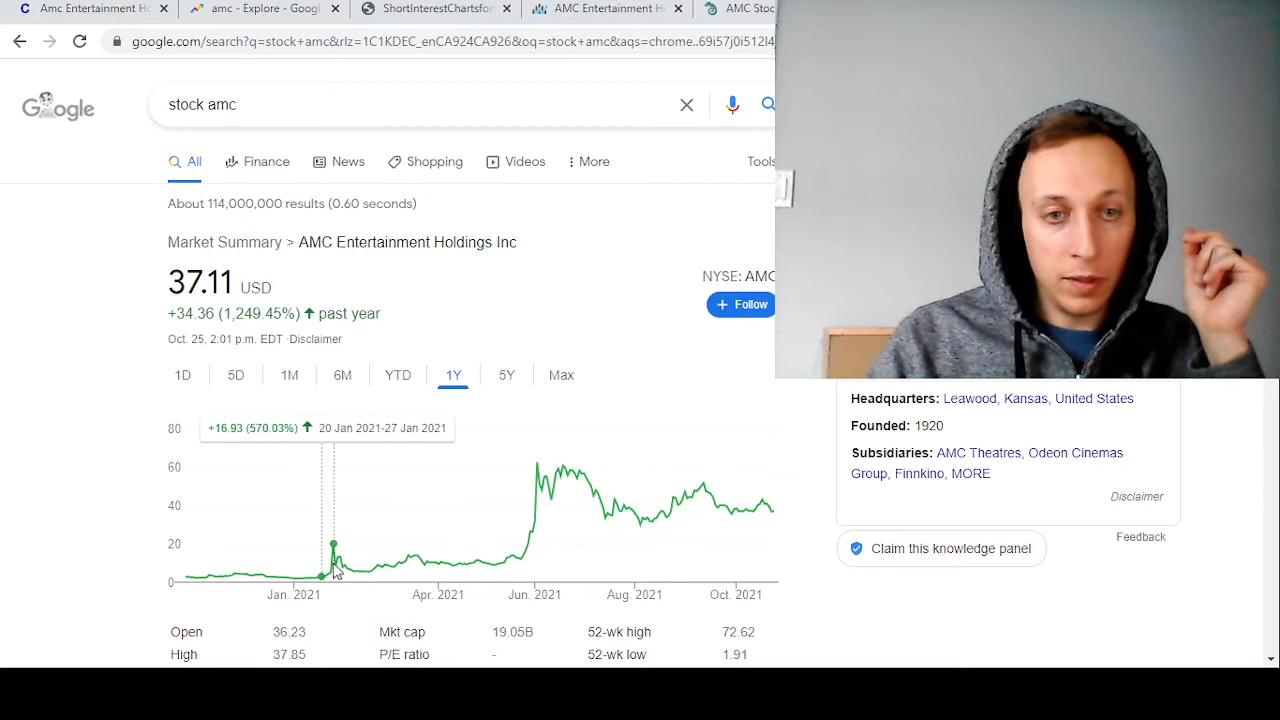 Amc Entertainment Ho
amc - Explore - Googl
ShortInterestChartsfor
AMC Entertainment H
AMC Stoc
google.com/search?q=stock+amc&rlz=1C1KDEC_enCA924CA926&oq=stock+amc&aqs=chrome..69i57j0i512l4j
Google
stock amc
All
Finance
News
Shopping
Videos
More
Tools
About 114,000,000 results (0.60 seconds)
Market Summary > AMC Entertainment Holdings Inc
37.11 USD
NYSE: AMC
+34.36 (1,249.45%) past year
+ Follow
Oct. 25, 2:01 p.m. EDT ·Disclaimer
1D 5D 1M 6M YTD 1Y 5Y Max
+16.93 (570.03%) 20 Jan 2021-27 Jan 2021
80
60
40
20
0
Jan. 2021 Apr. 2021 Jun. 2021 Aug. 2021 Oct. 2021
Open 36.23 Mkt cap 19.05B 52-wk high 72.62
High 37.85 P/E ratio - 52-wk low 1.91
Headquarters: Leawood, Kansas, United States
Founded: 1920
Subsidiaries: AMC Theatres, Odeon Cinemas
Group, Finnkino, MORE
Disclaimer
Feedback
Claim this knowledge panel